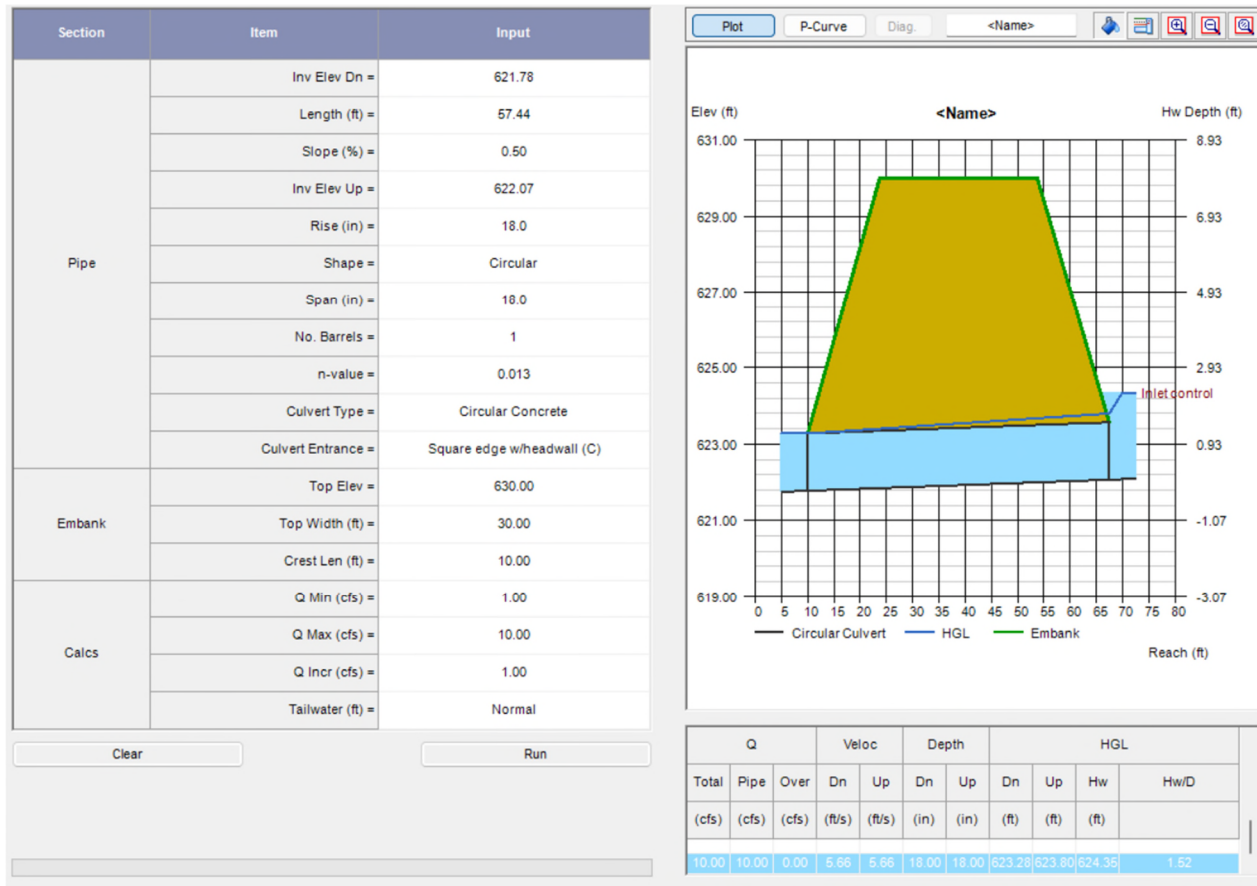 Section Item Input
Pipe
Inv Elev Dn = 621.78
Length (ft) = 57.44
Slope (%) = 0.50
Inv Elev Up = 622.07
Rise (in) = 18.0
Shape = Circular
Span (in) = 18.0
No. Barrels = 1
n-value = 0.013
Culvert Type = Circular Concrete
Culvert Entrance = Square edge w/headwall (C)
Embank
Top Elev = 630.00
Top Width (ft) = 30.00
Crest Len (ft) = 10.00
Calcs
Q Min (cfs) = 1.00
Q Max (cfs) = 10.00
Q Incr (cfs) = 1.00
Tailwater (ft) = Normal
Clear Run
Plot P-Curve Diag. <Name>
Elev (ft) <Name> Hw Depth (ft)
631.00 8.93
629.00 6.93
627.00 4.93
625.00 2.93
Inlet control
623.00 0.93
621.00 -1.07
619.00 -3.07
0 5 10 15 20 25 30 35 40 45 50 55 60 65 70 75 80
Circular Culvert HGL Embank
Reach (ft)
Q Veloc Depth HGL
Total Pipe Over Dn Up Dn Up Dn Up Hw Hw/D
(cfs) (cfs) (cfs) (ft/s) (ft/s) (in) (in) (ft) (ft) (ft)
10.00 10.00 0.00 5.66 5.66 18.00 18.00 623.28 623.80 624.35 1.52